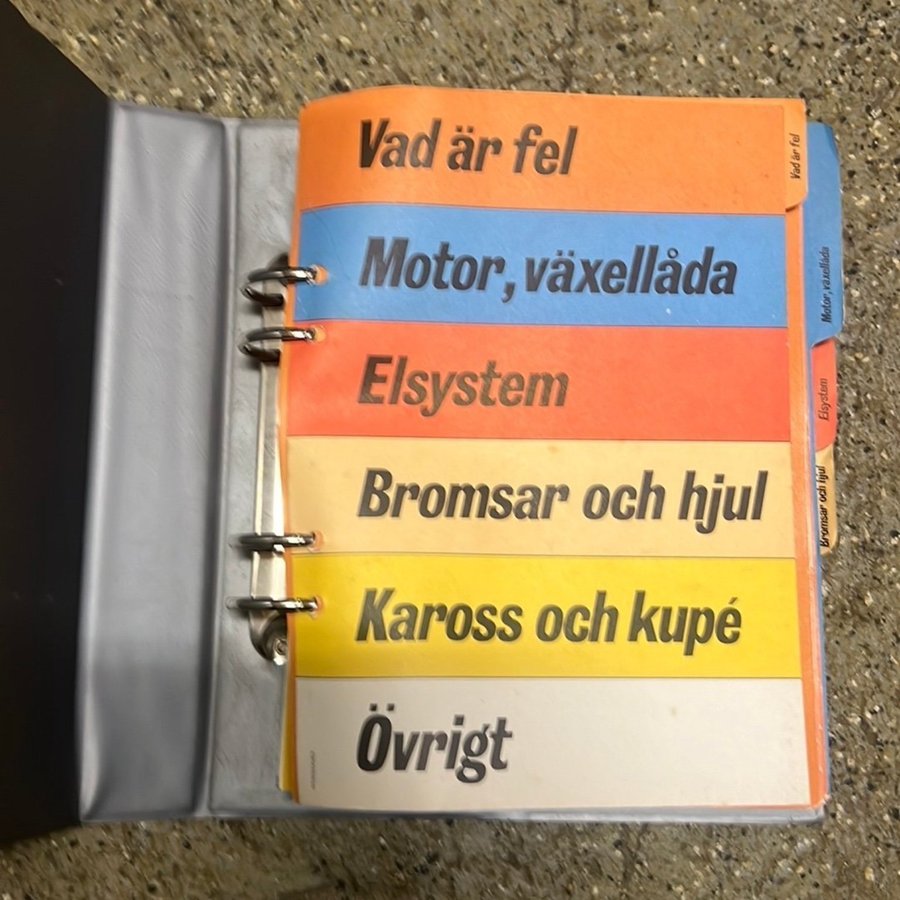 Vad är fel
Motor, växellåda
Elsystem
Bromsar och hjul
Kaross och kupé
Övrigt
Vad är fel
Motor, växellåda
Elsystem
Bromsar och hjul